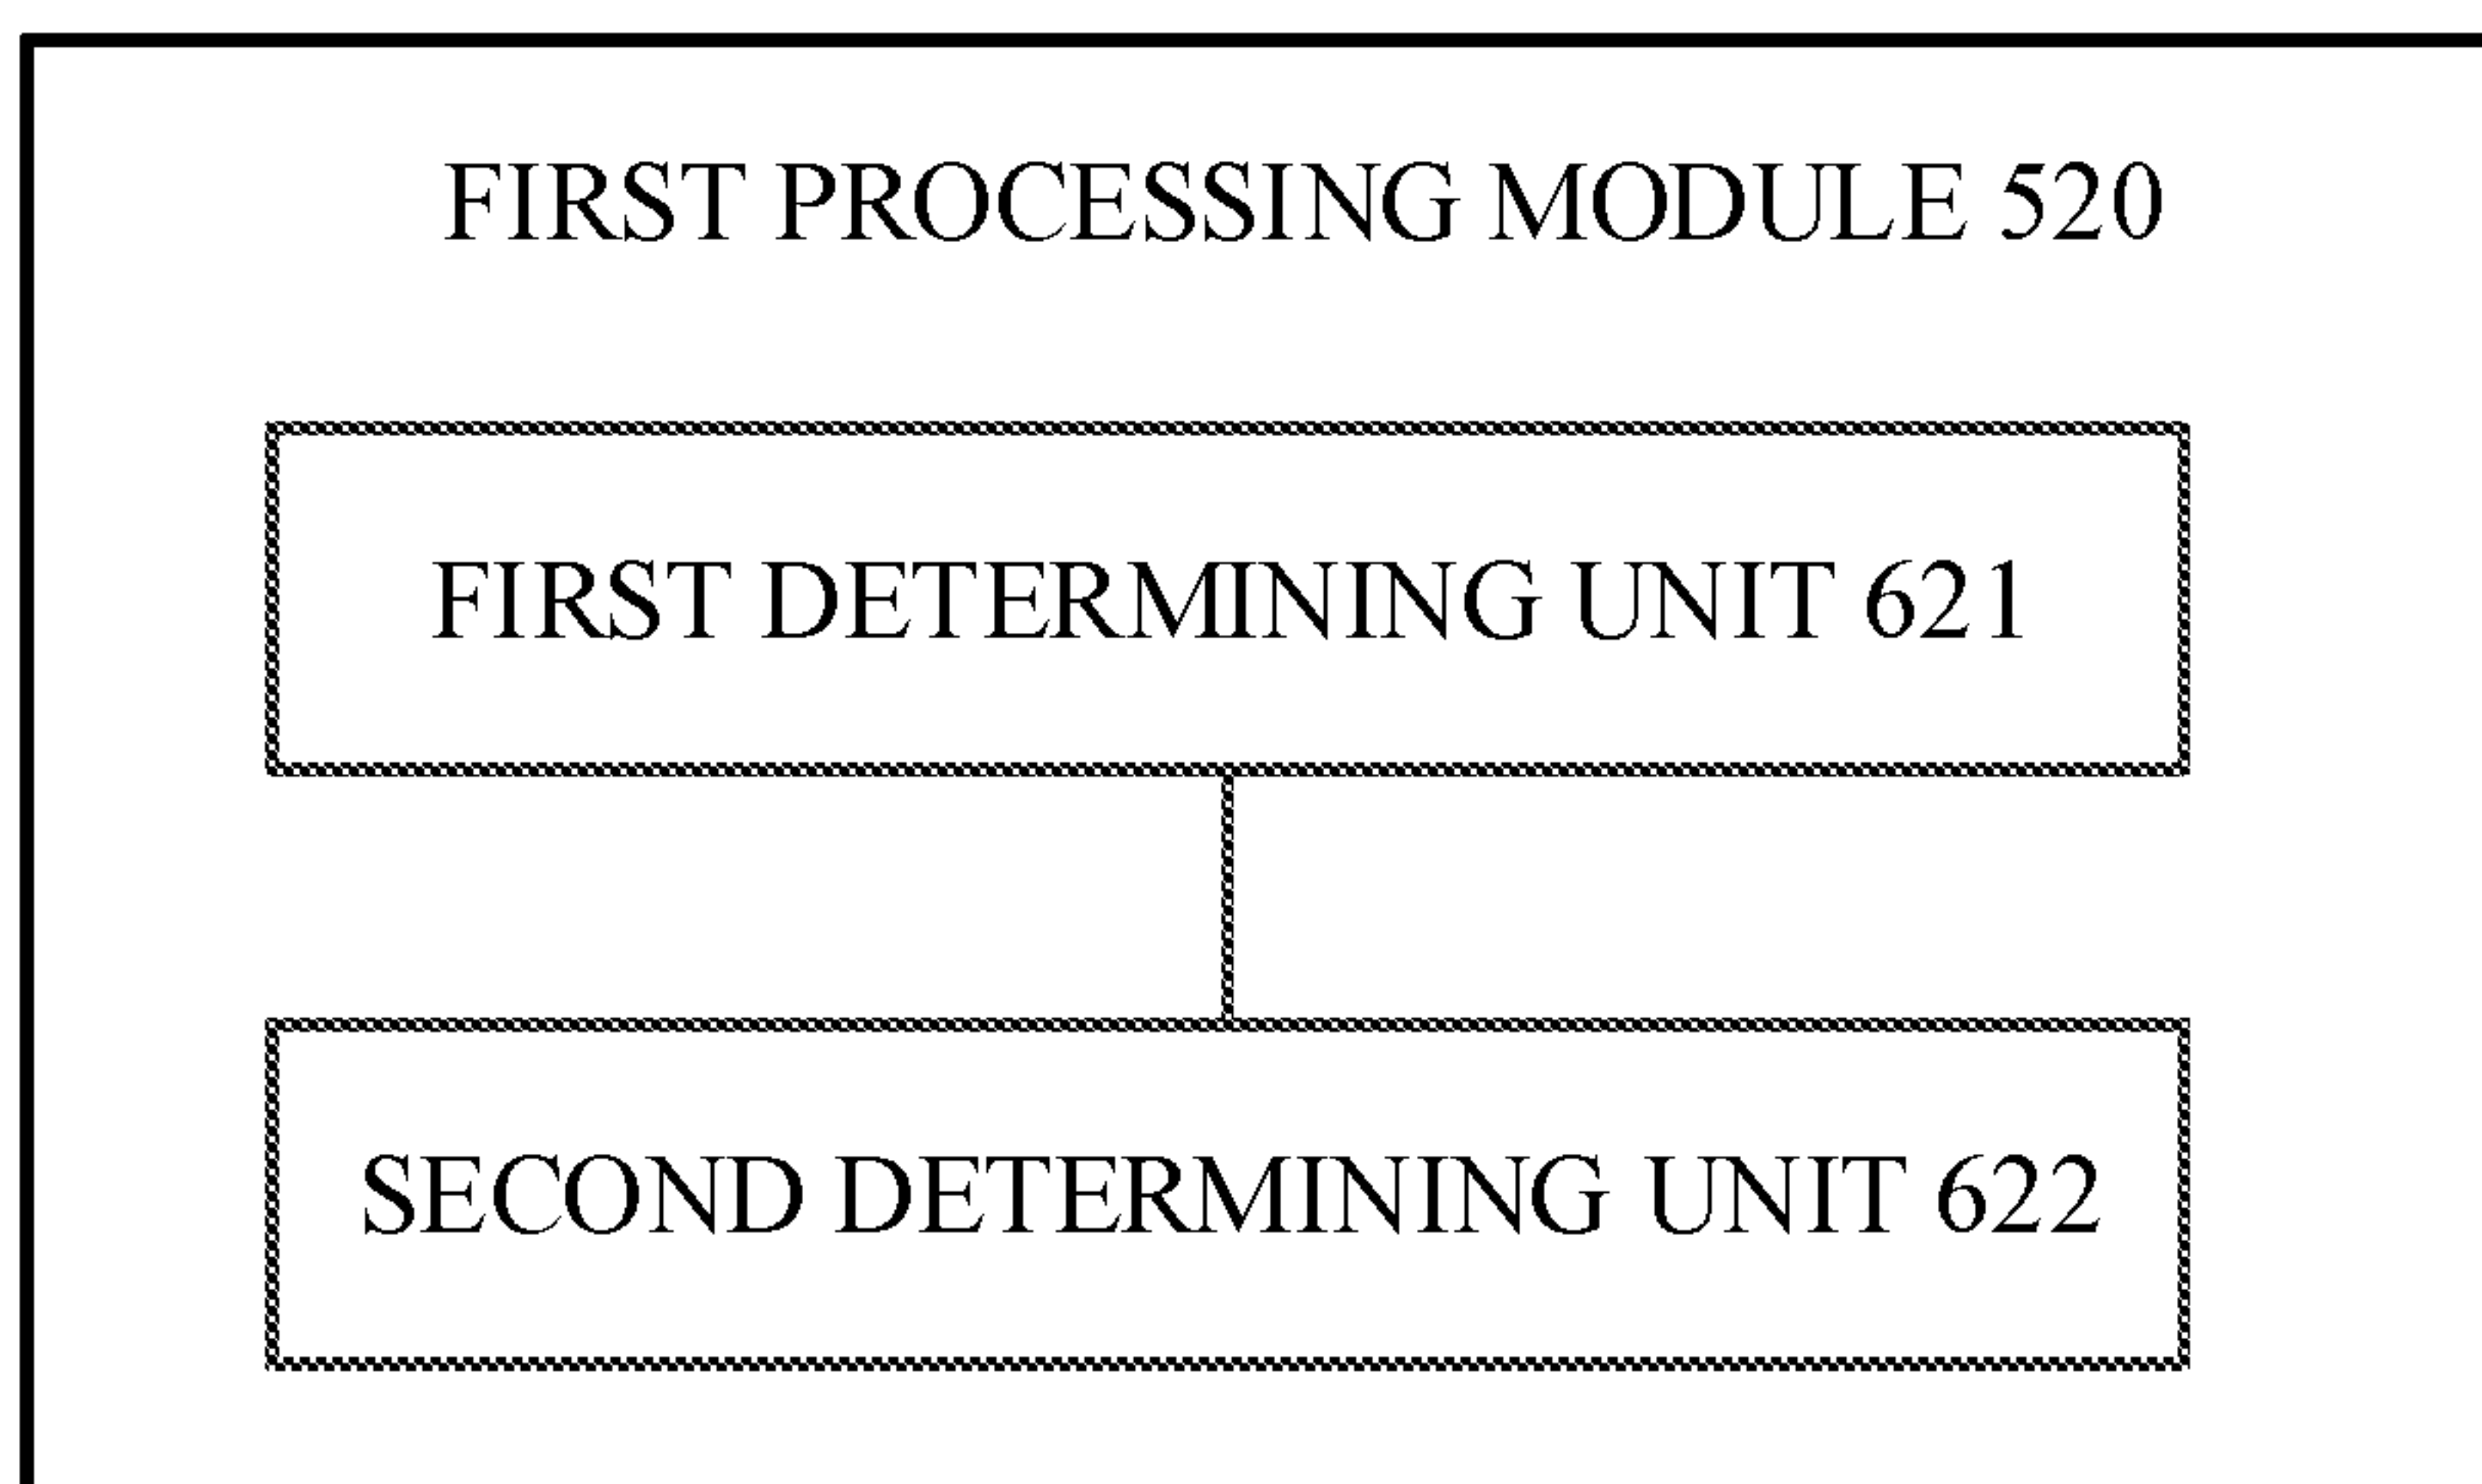 FIRST PROCESSING MODULE 520
FIRST DETERMINING UNIT 621
SECOND DETERMINING UNIT 622